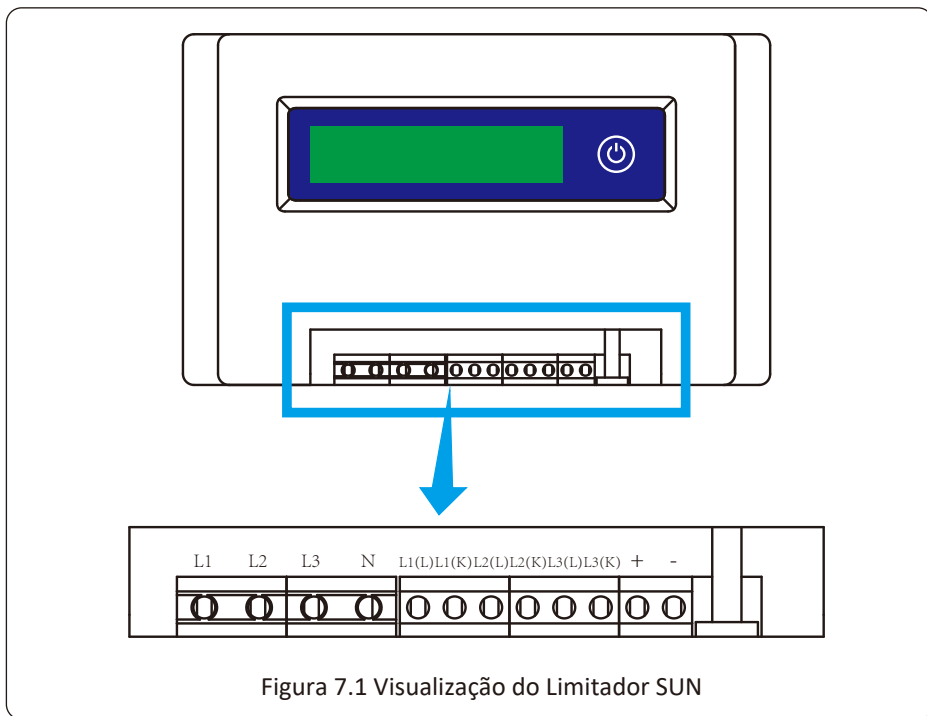 L1 L2 L3 N L1(L) L1(K) L2(L) L2(K) L3(L) L3(K) + -
Figura 7.1 Visualização do Limitador SUN